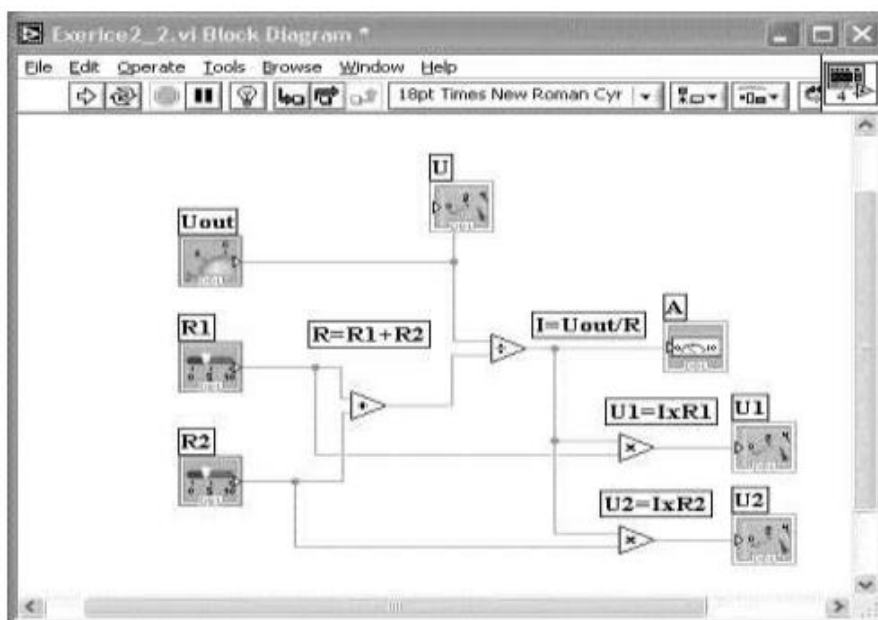 Exerice2_2.vi Block Diagram *
File Edit Operate Tools Browse Window Help
18pt Times New Roman Cyr
4
U
Uout
R1
R=R1+R2
I=Uout/R
A
U1=IxR1
U1
R2
U2=IxR2
U2